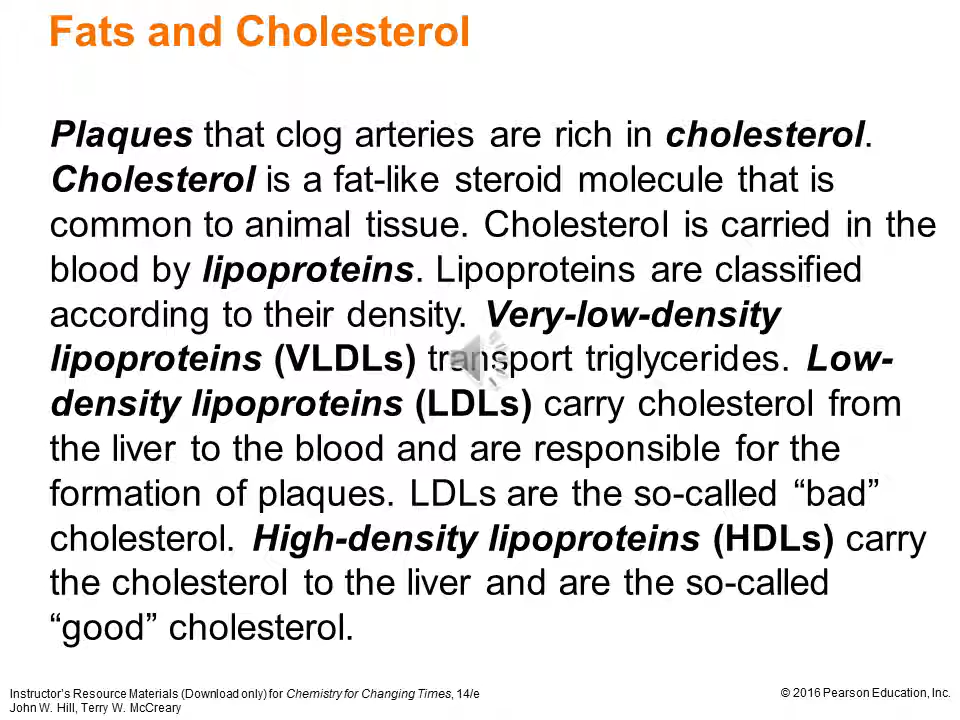 Fats and Cholesterol
Plaques that clog arteries are rich in cholesterol.
Cholesterol is a fat-like steroid molecule that is
common to animal tissue. Cholesterol is carried in the
blood by lipoproteins. Lipoproteins are classified
according to their density. Very-low-density
lipoproteins (VLDLs) transport triglycerides. Low-
density lipoproteins (LDLs) carry cholesterol from
the liver to the blood and are responsible for the
formation of plaques. LDLs are the so-called “bad”
cholesterol. High-density lipoproteins (HDLs) carry
the cholesterol to the liver and are the so-called
“good” cholesterol.
Instructor’s Resource Materials (Download only) for Chemistry for Changing Times, 14/e
John W. Hill, Terry W. McCreary
© 2016 Pearson Education, Inc.